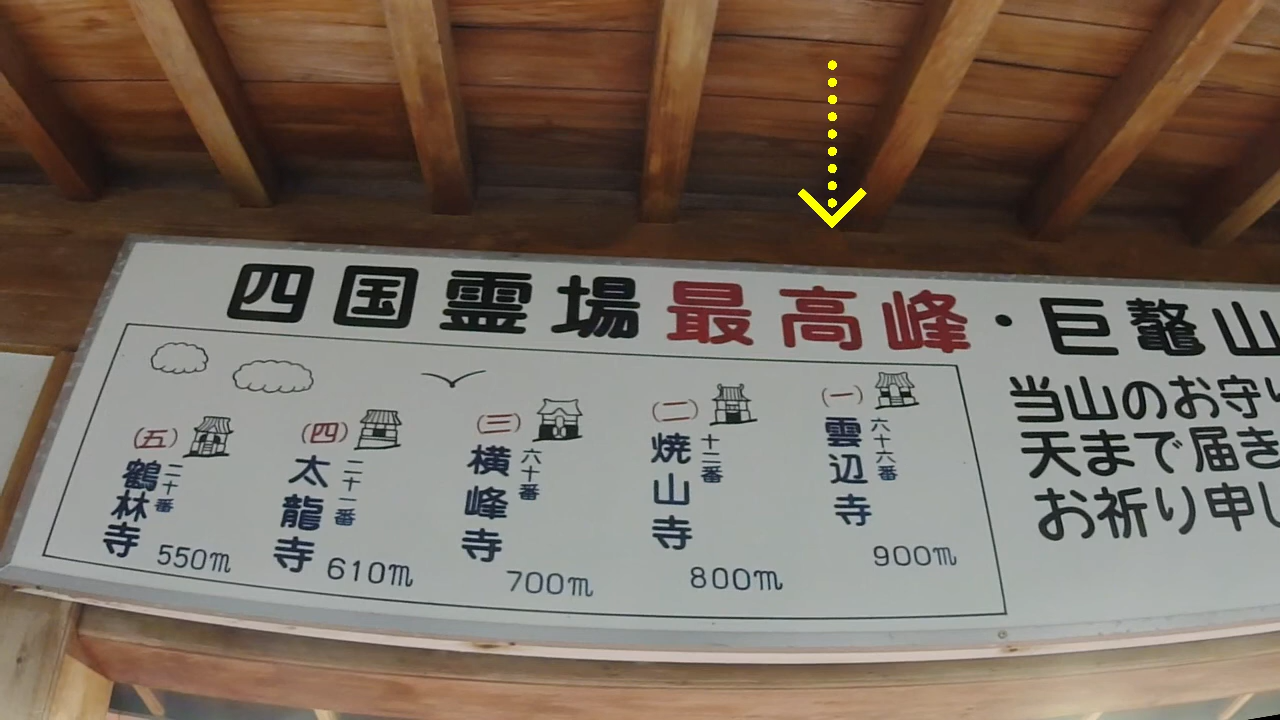 四国霊場最高峰・巨鼇山
(一)
雲辺寺
六十六番
900m
(二)
焼山寺
十二番
800m
(三)
横峰寺
六十番
700m
(四)
太龍寺
二十一番
610m
(五)
鶴林寺
二十番
550m
当山のお守り
天まで届き
お祈り申し